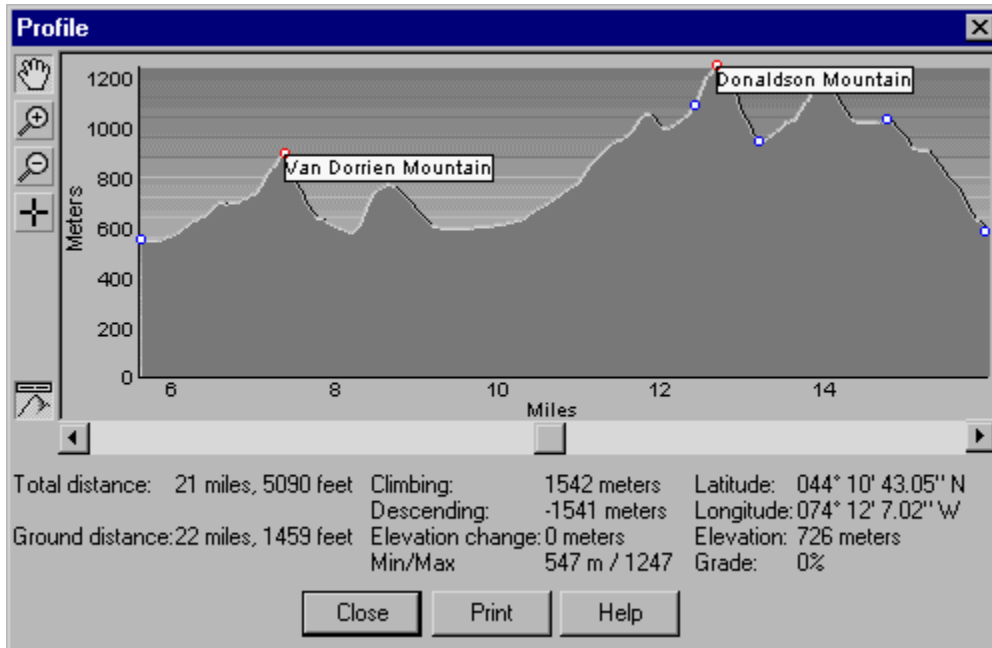 Profile
1200
1000
800
600
400
200
0
Meters
Van Dorrien Mountain
Donaldson Mountain
6 8 10 12 14
Miles
Total distance: 21 miles, 5090 feet Climbing: 1542 meters Latitude: 044° 10' 43.05" N
Descending: -1541 meters Longitude: 074° 12' 7.02" W
Ground distance: 22 miles, 1459 feet Elevation change: 0 meters Elevation: 726 meters
Min/Max 547 m / 1247 Grade: 0%
Close Print Help